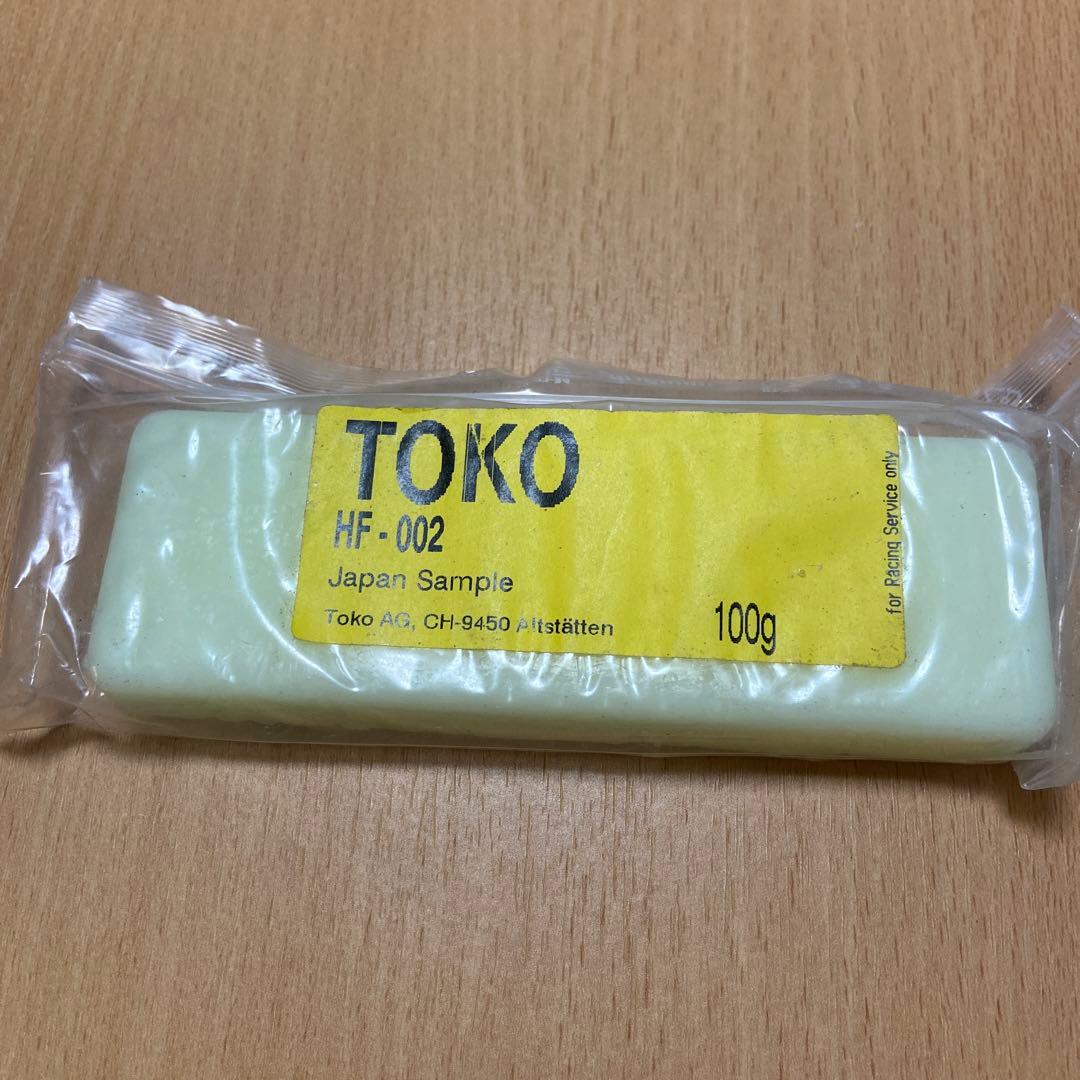 TOKO
HF - 002
Japan Sample
Toko AG, CH-9450 Altstätten
100g
for Racing Service only